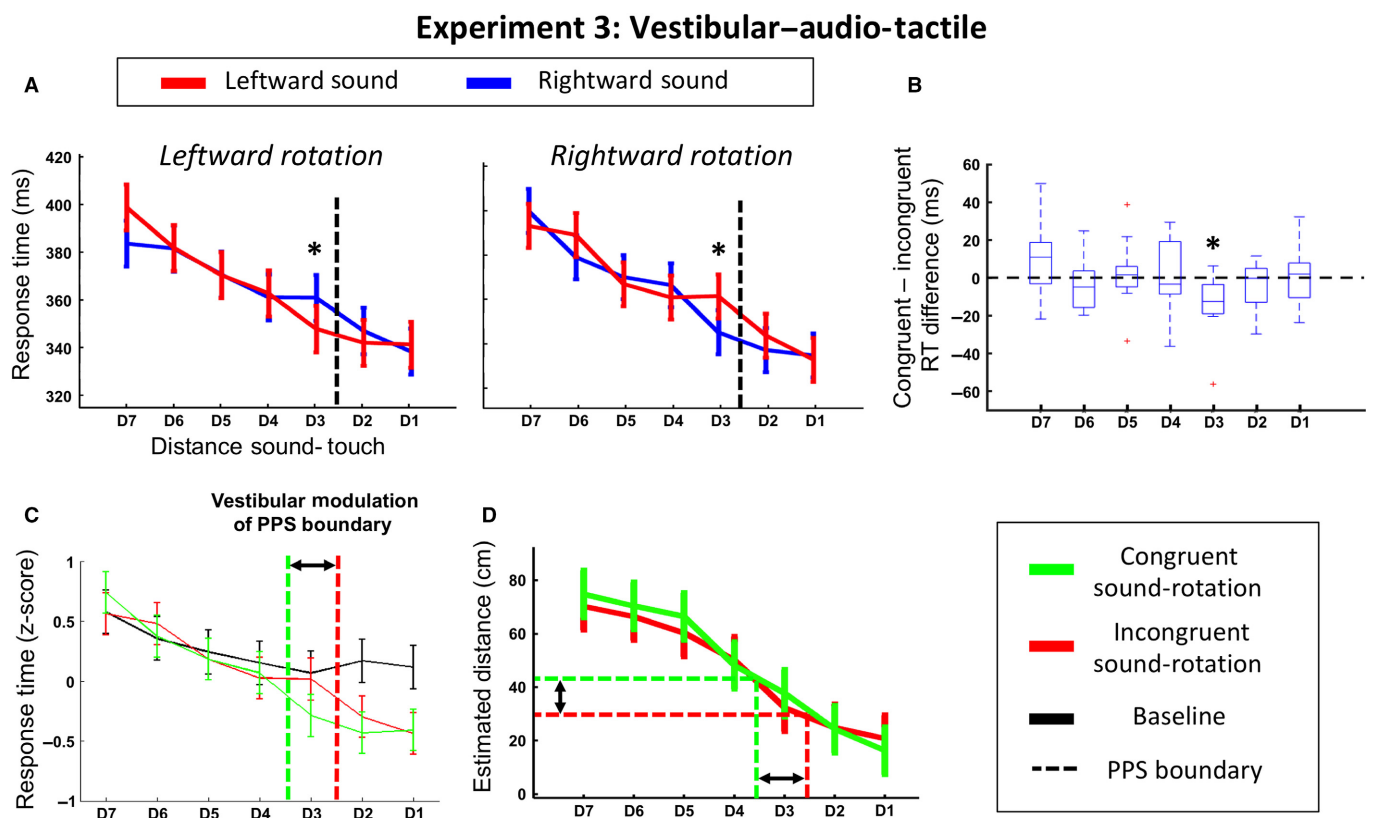 Experiment 3: Vestibular–audio-tactile
A
Leftward sound
Rightward sound
B
Leftward rotation
Rightward rotation
Response time (ms)
420
400
380
360
340
320
*
*
D7 D6 D5 D4 D3 D2 D1
D7 D6 D5 D4 D3 D2 D1
Distance sound- touch
Congruent – incongruent
RT difference (ms)
60
40
20
0
–20
–40
–60
*
D7 D6 D5 D4 D3 D2 D1
C
Vestibular modulation
of PPS boundary
Response time (z-score)
1
0.5
0
–0.5
–1
D7 D6 D5 D4 D3 D2 D1
D
Estimated distance (cm)
80
60
40
20
0
D7 D6 D5 D4 D3 D2 D1
Congruent
sound-rotation
Incongruent
sound-rotation
Baseline
PPS boundary